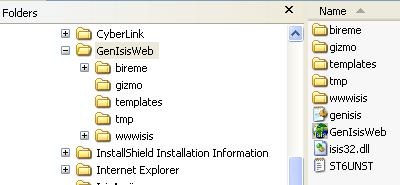 Folders
Name
CyberLink
GenIsisWeb
bireme
gizmo
templates
tmp
wwwisis
InstallShield Installation Information
Internet Explorer
bireme
gizmo
templates
tmp
wwwisis
genisis
GenIsisWeb
isis32.dll
ST6UNST